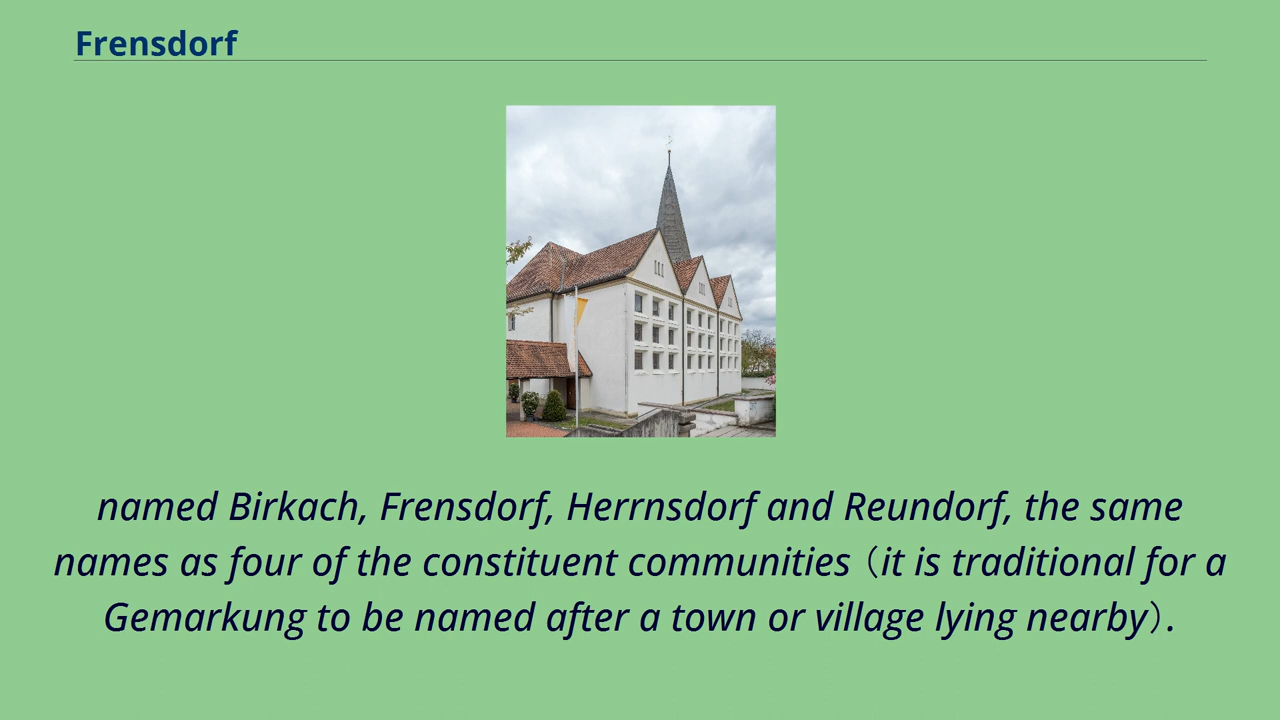 Frensdorf
named Birkach, Frensdorf, Herrnsdorf and Reundorf, the same
names as four of the constituent communities（it is traditional for a
Gemarkung to be named after a town or village lying nearby）.